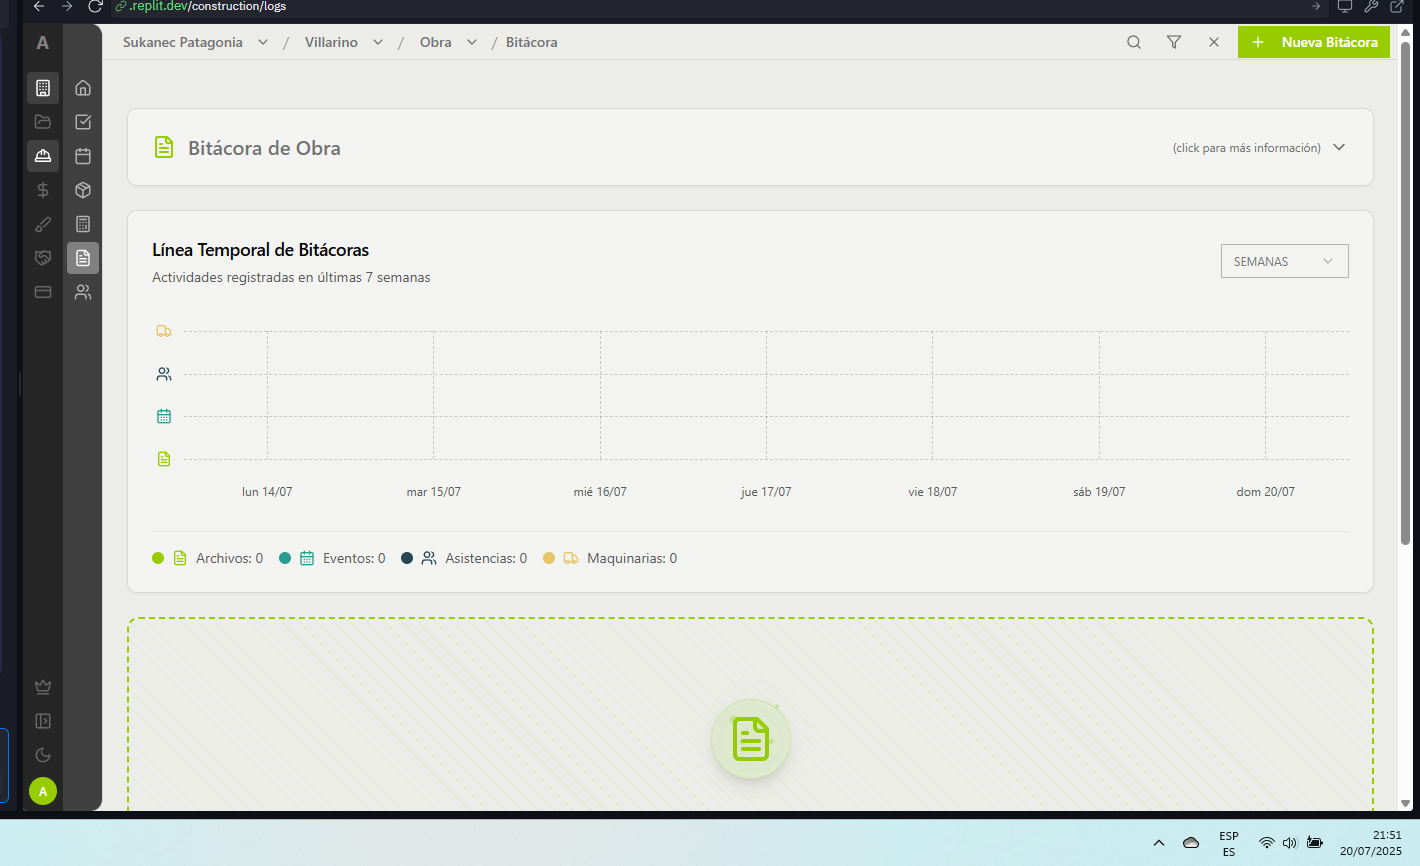 .replit.dev/construction/logs
A
Sukanec Patagonia / Villarino / Obra / Bitácora
+ Nueva Bitácora
Bitácora de Obra
(click para más información)
Línea Temporal de Bitácoras
Actividades registradas en últimas 7 semanas
SEMANAS
lun 14/07 mar 15/07 mié 16/07 jue 17/07 vie 18/07 sáb 19/07 dom 20/07
Archivos: 0 Eventos: 0 Asistencias: 0 Maquinarias: 0
A
ESP
ES
21:51
20/07/2025